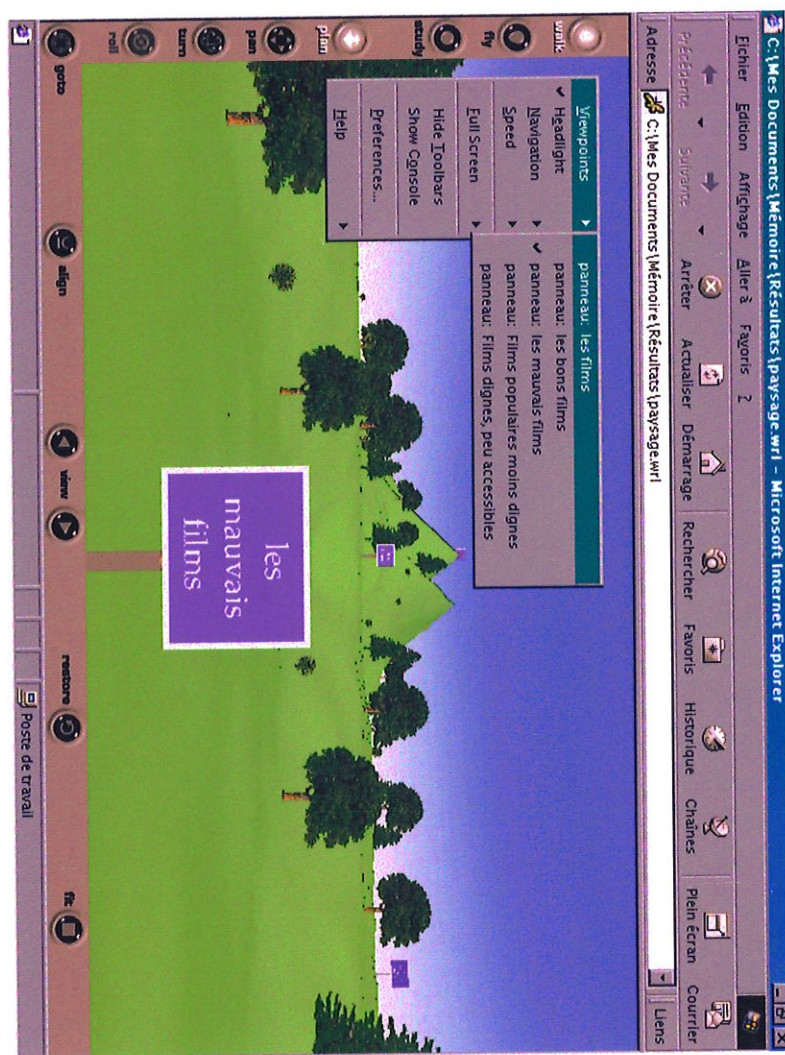 C:\Mes Documents\Mémoire\Résultats\paysage.wrl - Microsoft Internet Explorer
Fichier Edition Affichage Aller à Favoris ?
Précédente Suivante Arrêter Actualiser Démarrage Rechercher Favoris Historique Chaînes Plein écran Courrier
Adresse C:\Mes Documents\Mémoire\Résultats\paysage.wrl Liens
walk
fly
study
plan
pan
turn
roll
Viewpoints
Headlight
Navigation
Speed
Full Screen
Hide Toolbars
Show Console
Preferences...
Help
panneau: les films
panneau: les bons films
panneau: les mauvais films
panneau: Films populaires moins dignes
panneau: Films dignes, peu accessibles
les
mauvais
films
goto align view restore fit
Poste de travail